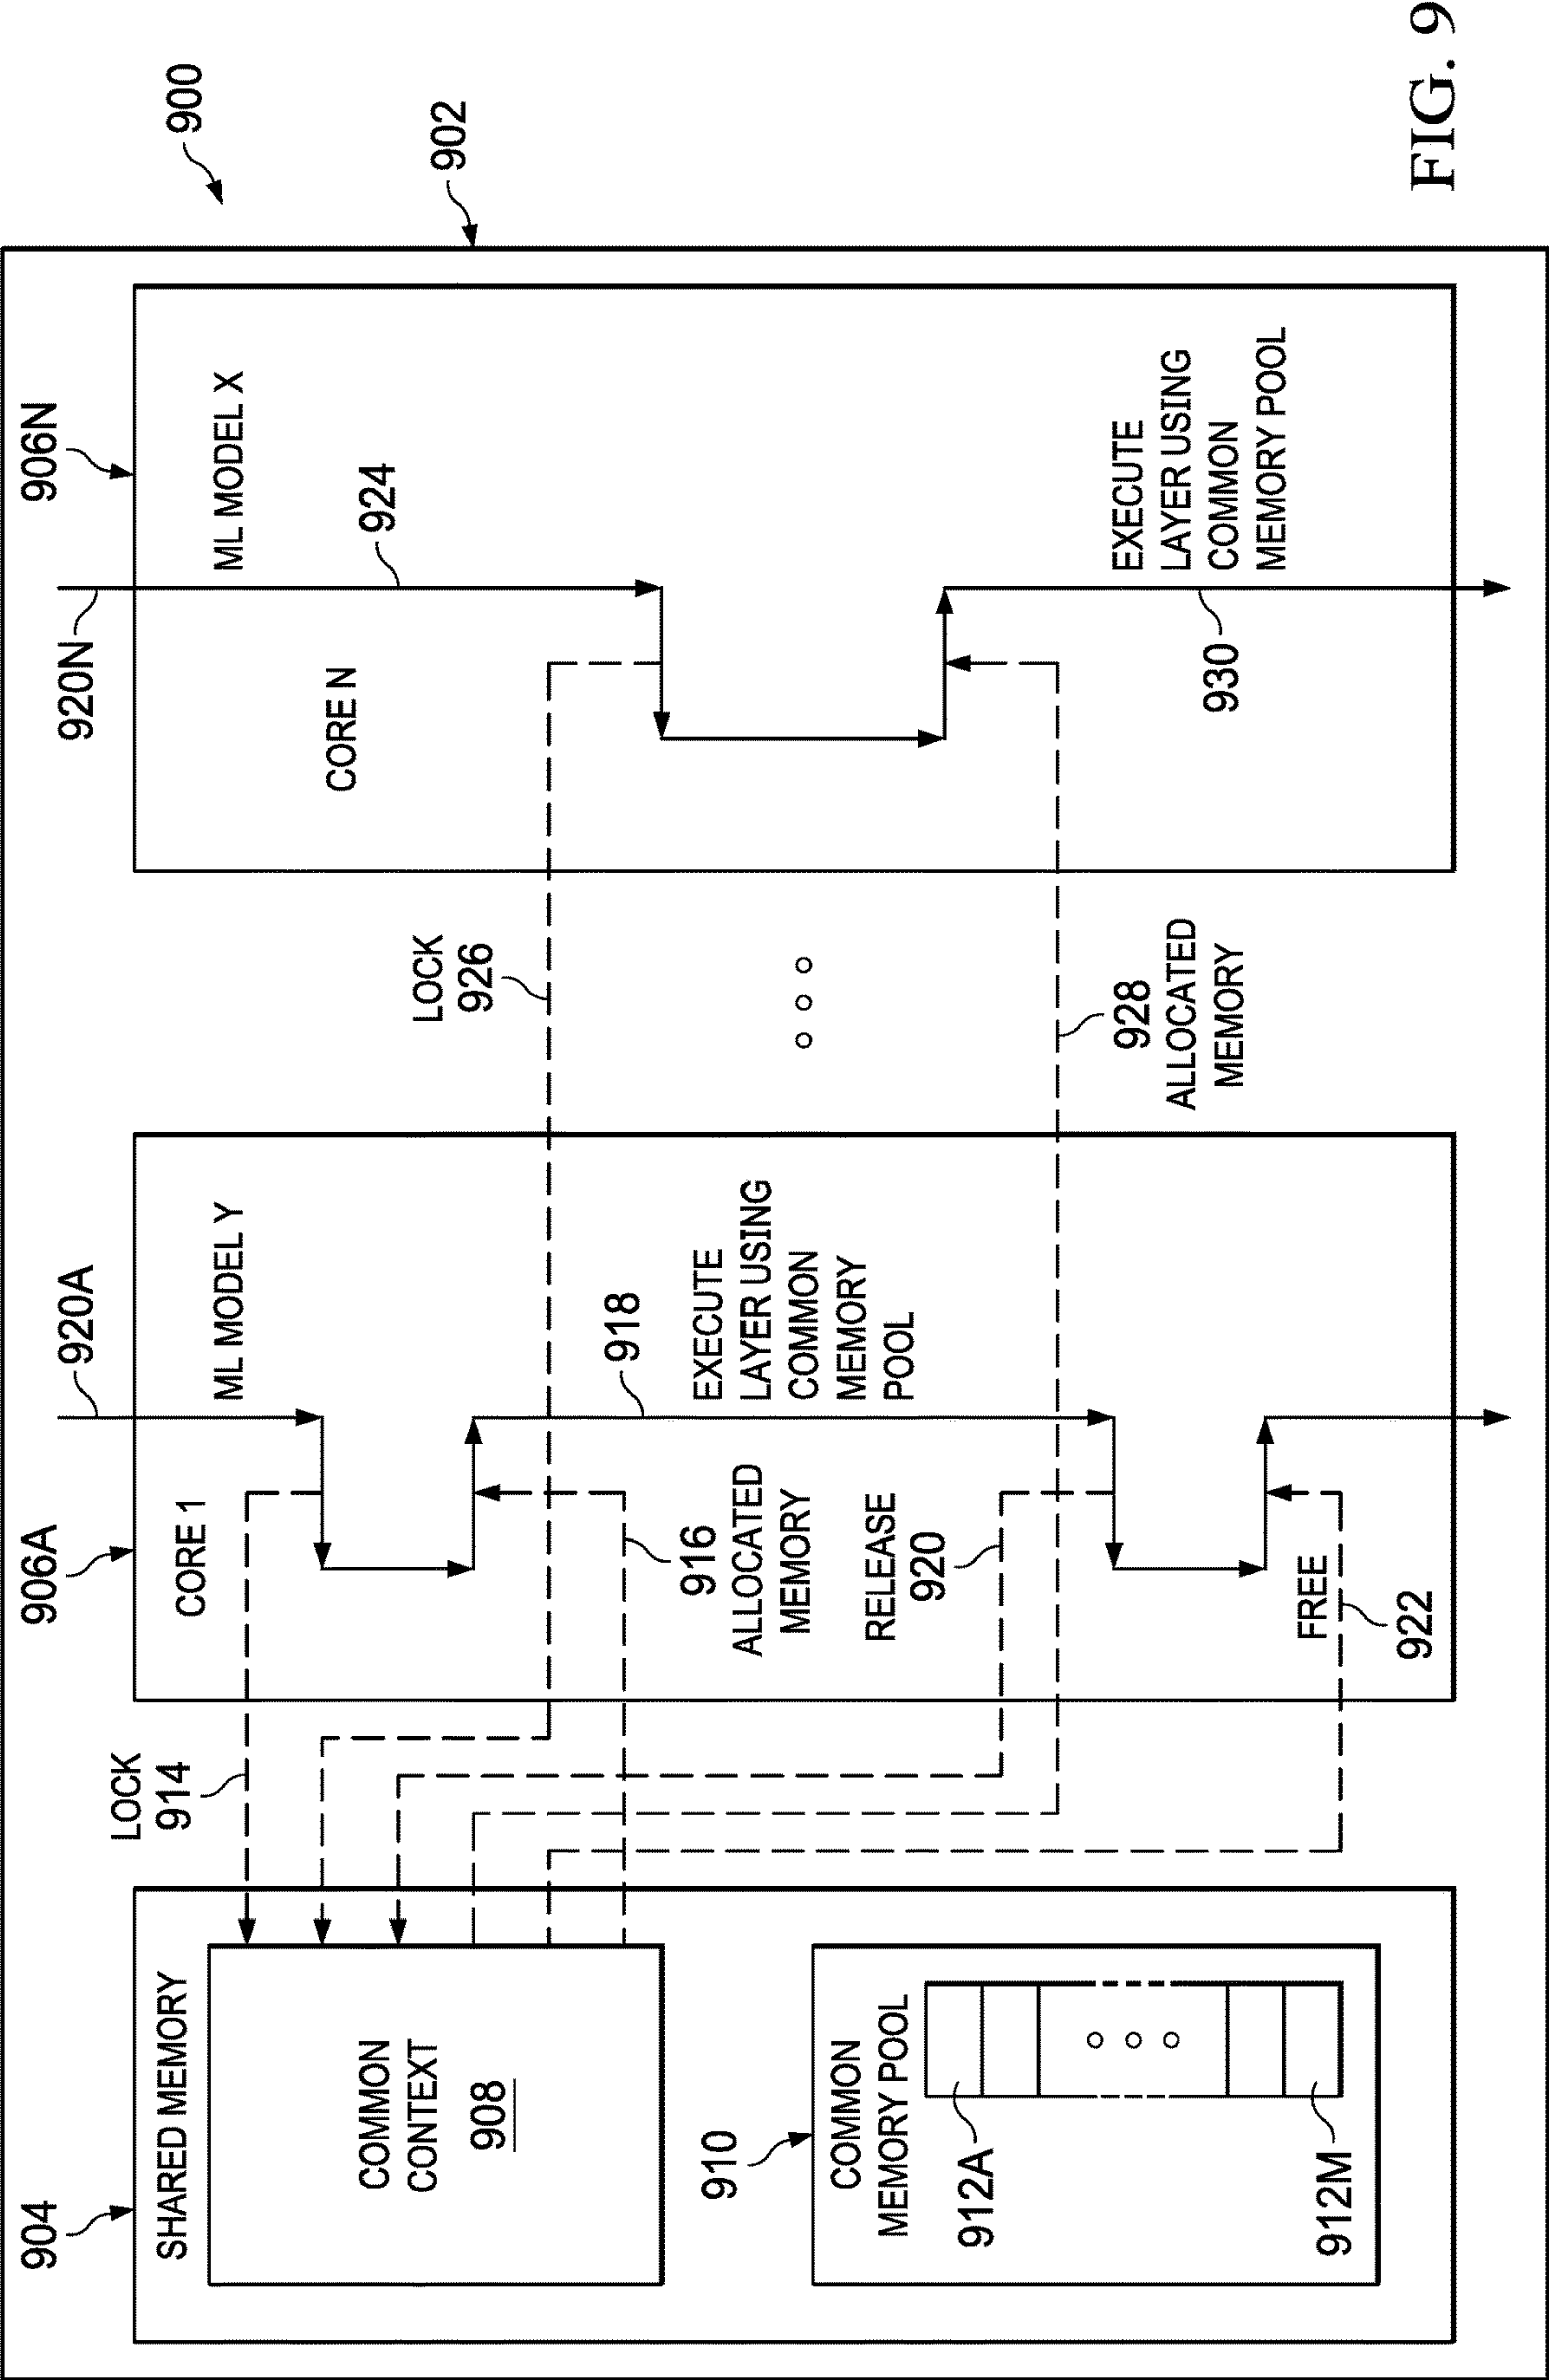 900
902
904
SHARED MEMORY
COMMON
CONTEXT
908
910
COMMON
MEMORY POOL
912A
912M
LOCK
914
906A
920A
CORE 1
ML MODEL Y
916
ALLOCATED
MEMORY
918
EXECUTE
LAYER USING
COMMON
MEMORY
POOL
RELEASE
920
FREE
922
LOCK
926
928
ALLOCATED
MEMORY
906N
920N
ML MODEL X
924
CORE N
EXECUTE
LAYER USING
COMMON
MEMORY POOL
930
FIG. 9